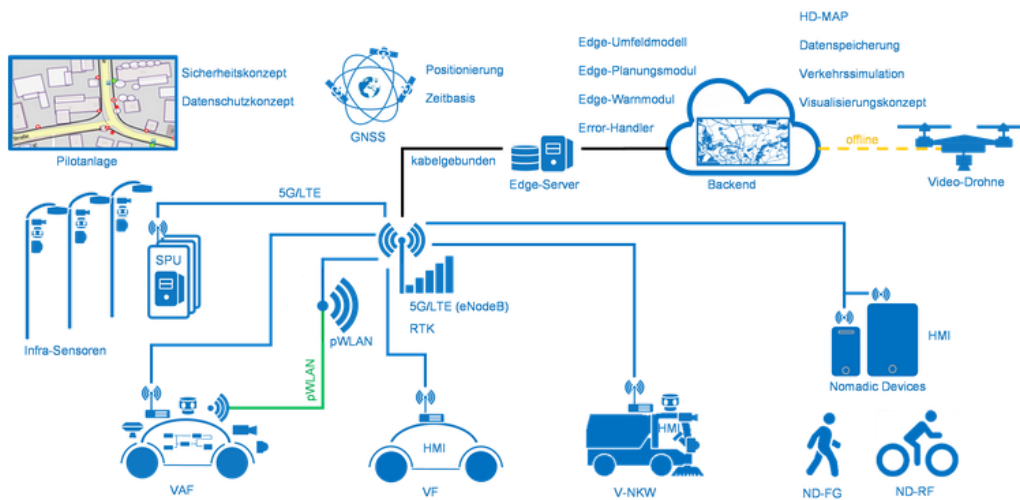 HD-MAP
Datenspeicherung
Verkehrssimulation
Visualisierungskonzept
Edge-Umfeldmodell
Edge-Planungsmodul
Edge-Warnmodul
Error-Handler
Sicherheitskonzept
Datenschutzkonzept
Pilotanlage
Positionierung
Zeitbasis
GNSS
kabelgebunden
Edge-Server
Backend
offline
Video-Drohne
5G/LTE
SPU
Infra-Sensoren
5G/LTE (eNodeB)
RTK
pWLAN
pWLAN
HMI
Nomadic Devices
VAF
HMI
VF
HMI
V-NKW
ND-FG
ND-RF